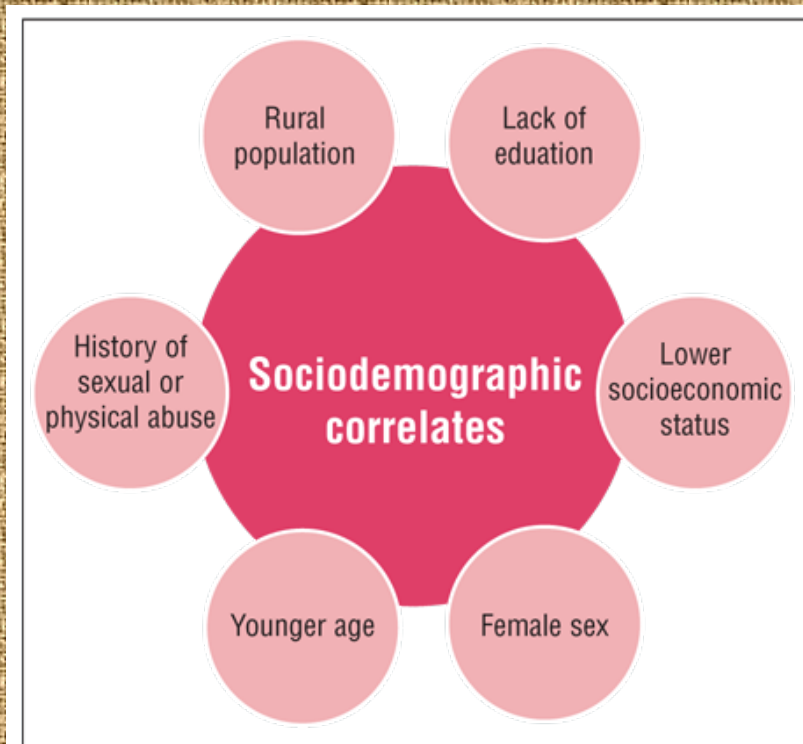 Rural
population
Lack of
eduation
History of
sexual or
physical abuse
Sociodemographic
correlates
Lower
socioeconomic
status
Younger age
Female sex